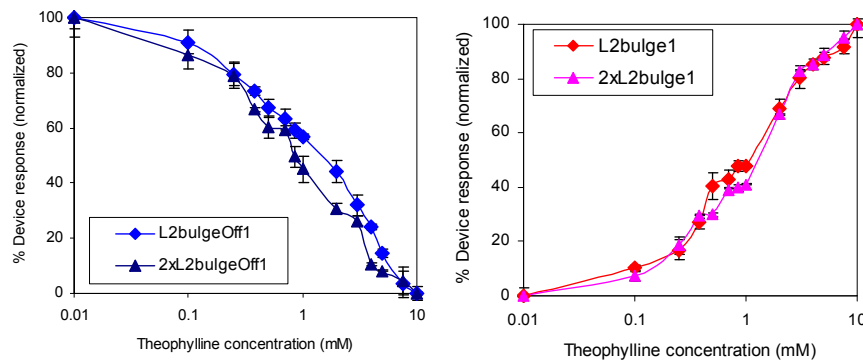 % Device response (normalized)
100
80
60
40
20
0
L2bulgeOff1
2xL2bulgeOff1
0.01 0.1 1 10
Theophylline concentration (mM)
% Device response (normalized)
100
80
60
40
20
0
L2bulge1
2xL2bulge1
0.01 0.1 1 10
Theophylline concentration (mM)